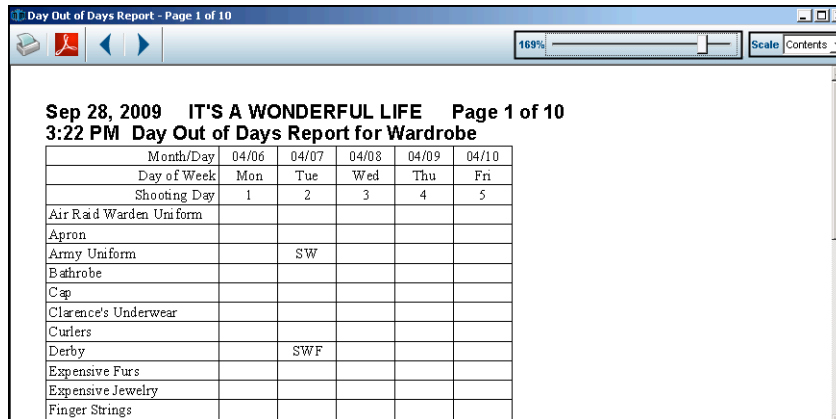 Day Out of Days Report - Page 1 of 10
169%
Scale Contents
Sep 28, 2009 IT'S A WONDERFUL LIFE Page 1 of 10
3:22 PM Day Out of Days Report for Wardrobe
Month/Day 04/06 04/07 04/08 04/09 04/10
Day of Week Mon Tue Wed Thu Fri
Shooting Day 1 2 3 4 5
Air Raid Warden Uniform
Apron
Army Uniform SW
Bathrobe
Cap
Clarence's Underwear
Curlers
Derby SWF
Expensive Furs
Expensive Jewelry
Finger Strings